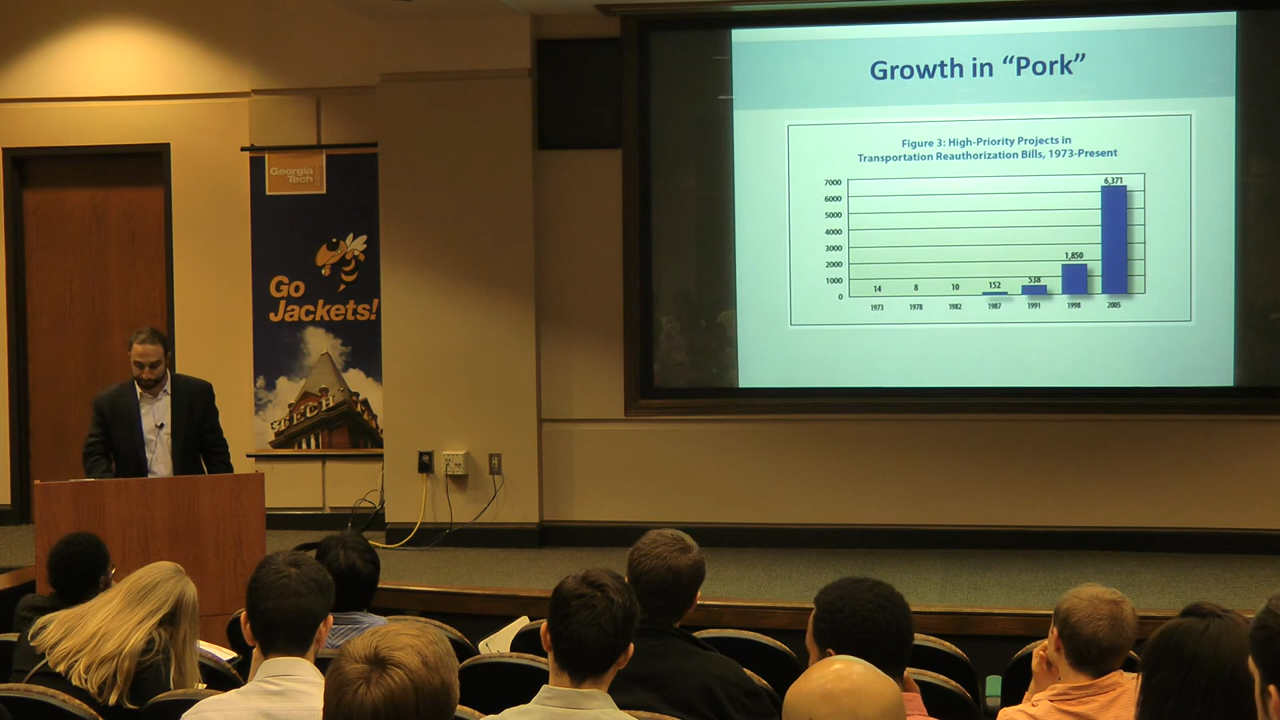 Growth in “Pork”
Figure 3: High-Priority Projects in
Transportation Reauthorization Bills, 1973-Present
7000
6000
5000
4000
3000
2000
1000
0
14
8
10
152
538
1,850
6,371
1973
1978
1982
1987
1991
1998
2005
Georgia
Tech
Go
Jackets!
TECH